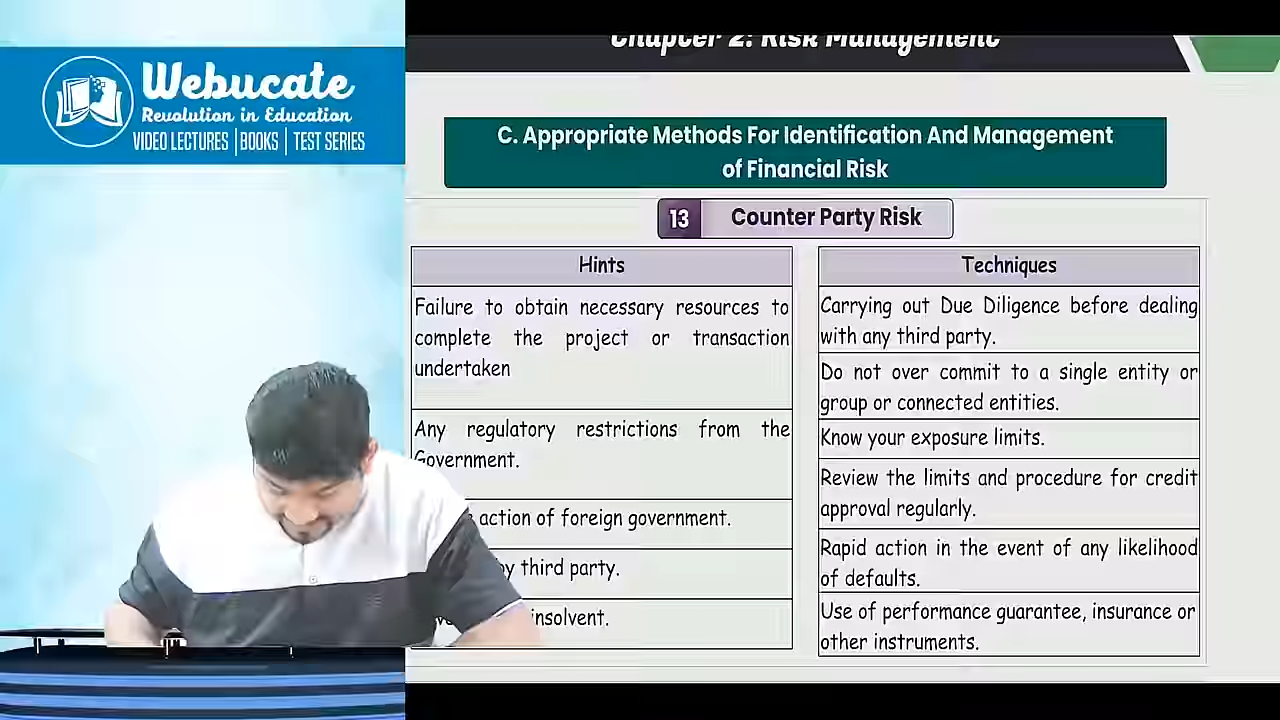 Webucate
Revolution in Education
VIDEO LECTURES | BOOKS | TEST SERIES
Chapter 2: Risk Management
C. Appropriate Methods For Identification And Management
of Financial Risk
13 Counter Party Risk
Hints
Failure to obtain necessary resources to
complete the project or transaction
undertaken
Any regulatory restrictions from the
Government.
action of foreign government.
by third party.
insolvent.
Techniques
Carrying out Due Diligence before dealing
with any third party.
Do not over commit to a single entity or
group or connected entities.
Know your exposure limits.
Review the limits and procedure for credit
approval regularly.
Rapid action in the event of any likelihood
of defaults.
Use of performance guarantee, insurance or
other instruments.